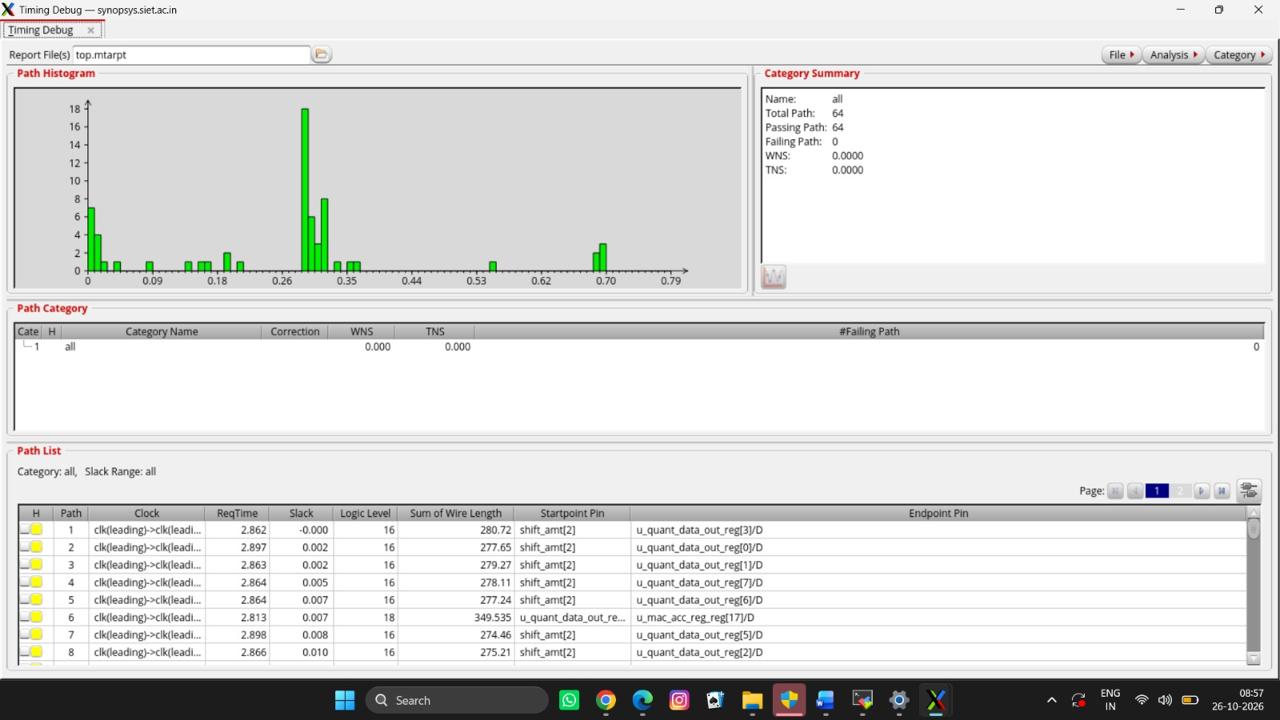 Timing Debug — synopsys.siet.ac.in
Timing Debug
Report File(s) top.mtarpt
File Analysis Category
Path Histogram
18
16
14
12
10
8
6
4
2
0
0 0.09 0.18 0.26 0.35 0.44 0.53 0.62 0.70 0.79
Category Summary
Name: all
Total Path: 64
Passing Path: 64
Failing Path: 0
WNS: 0.0000
TNS: 0.0000
Path Category
Cate H Category Name Correction WNS TNS #Failing Path
1 all 0.000 0.000 0
Path List
Category: all, Slack Range: all
Page: 1 2
H Path Clock ReqTime Slack Logic Level Sum of Wire Length Startpoint Pin Endpoint Pin
1 clk(leading)->clk(leadi... 2.862 -0.000 16 280.72 shift_amt[2] u_quant_data_out_reg[3]/D
2 clk(leading)->clk(leadi... 2.897 0.002 16 277.65 shift_amt[2] u_quant_data_out_reg[0]/D
3 clk(leading)->clk(leadi... 2.863 0.002 16 279.27 shift_amt[2] u_quant_data_out_reg[1]/D
4 clk(leading)->clk(leadi... 2.864 0.005 16 278.11 shift_amt[2] u_quant_data_out_reg[7]/D
5 clk(leading)->clk(leadi... 2.864 0.007 16 277.24 shift_amt[2] u_quant_data_out_reg[6]/D
6 clk(leading)->clk(leadi... 2.813 0.007 18 349.535 u_quant_data_out_re... u_mac_acc_reg_reg[17]/D
7 clk(leading)->clk(leadi... 2.898 0.008 16 274.46 shift_amt[2] u_quant_data_out_reg[5]/D
8 clk(leading)->clk(leadi... 2.866 0.010 16 275.21 shift_amt[2] u_quant_data_out_reg[2]/D
Search
ENG
IN
08:57
26-10-2026